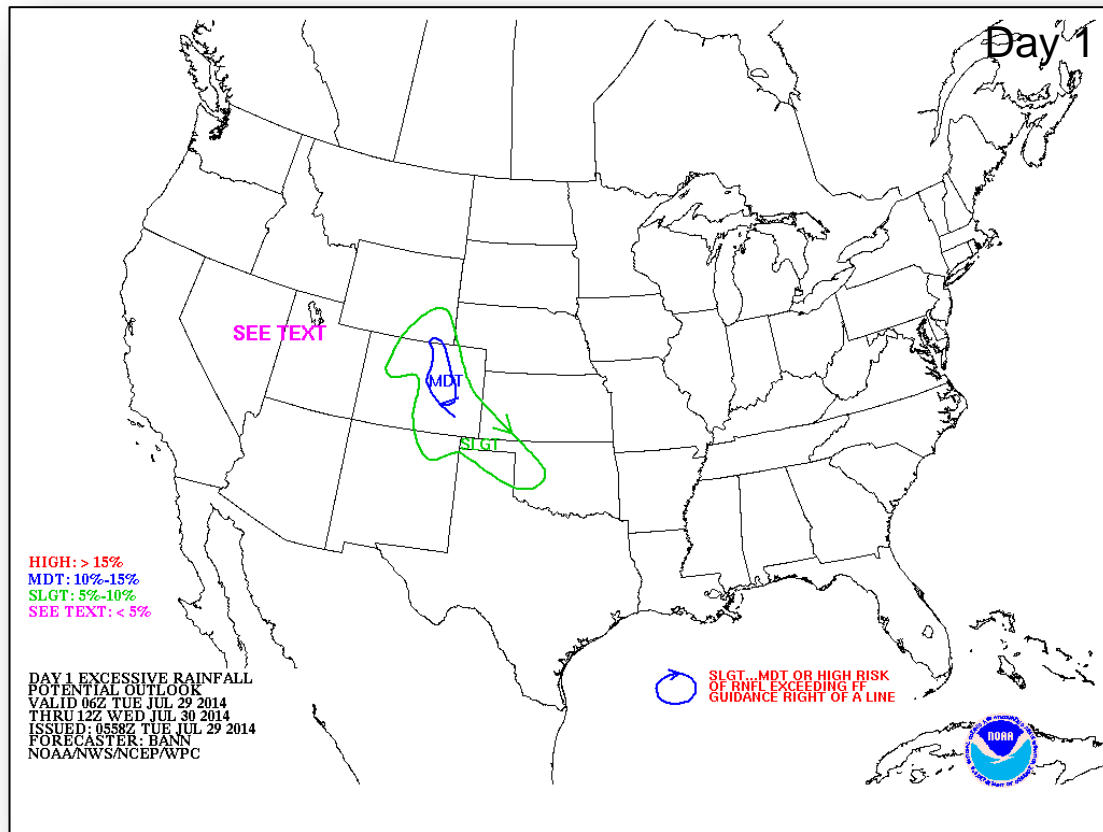 Day 1
SEE TEXT
MDT
SLGT
HIGH: > 15%
MDT: 10%-15%
SLGT: 5%-10%
SEE TEXT: < 5%
DAY 1 EXCESSIVE RAINFALL
POTENTIAL OUTLOOK
VALID 06Z TUE JUL 29 2014
THRU 12Z WED JUL 30 2014
ISSUED: 0558Z TUE JUL 29 2014
FORECASTER: BANN
NOAA/NWS/NCEP/WPC
SLGT...MDT OR HIGH RISK
OF RNFL EXCEEDING FF
GUIDANCE RIGHT OF A LINE
NOAA